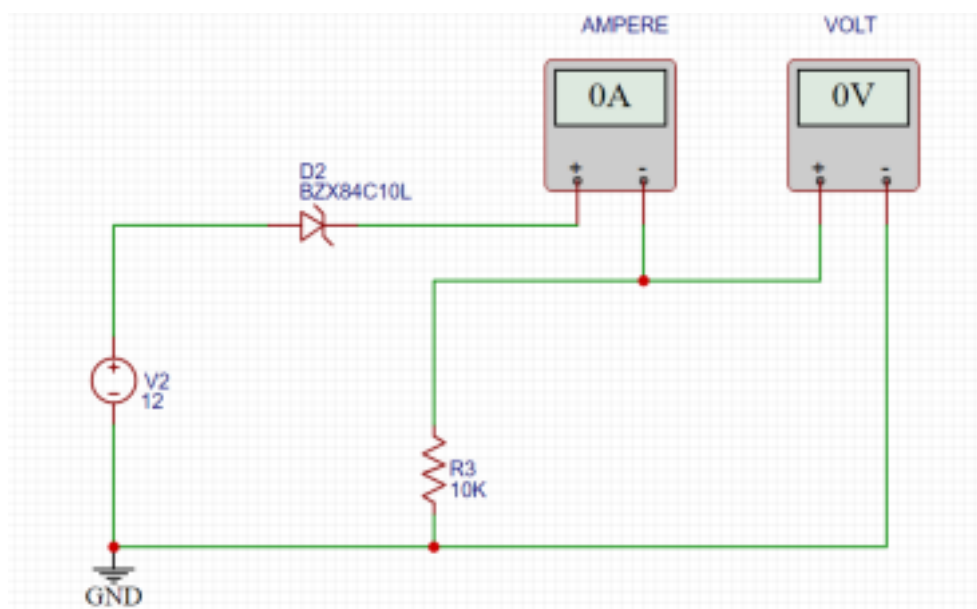 AMPERE
VOLT
0A
0V
+
-
+
-
D2
BZX84C10L
+
-
V2
12
R3
10K
GND